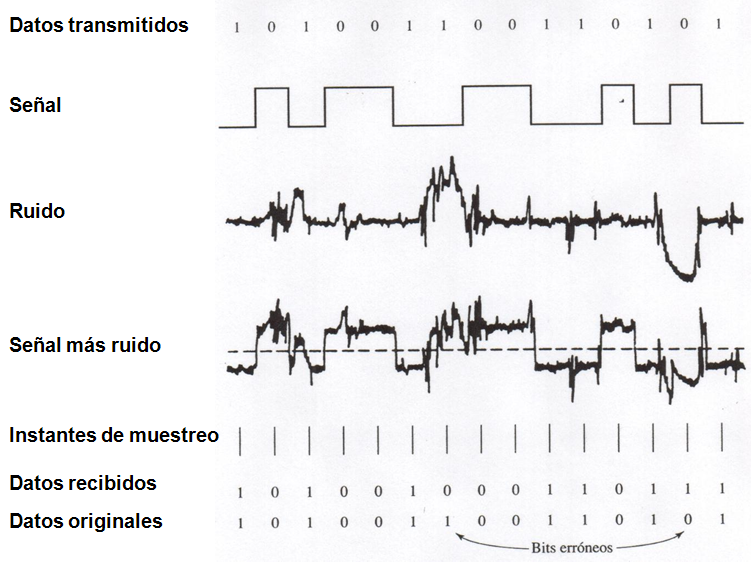 Datos transmitidos 1 0 1 0 0 1 1 0 0 1 1 0 1 0 1
Señal
Ruido
Señal más ruido
Instantes de muestreo
Datos recibidos 1 0 1 0 0 1 0 0 0 1 1 0 1 1 1
Datos originales 1 0 1 0 0 1 1 0 0 1 1 0 1 0 1
Bits erróneos